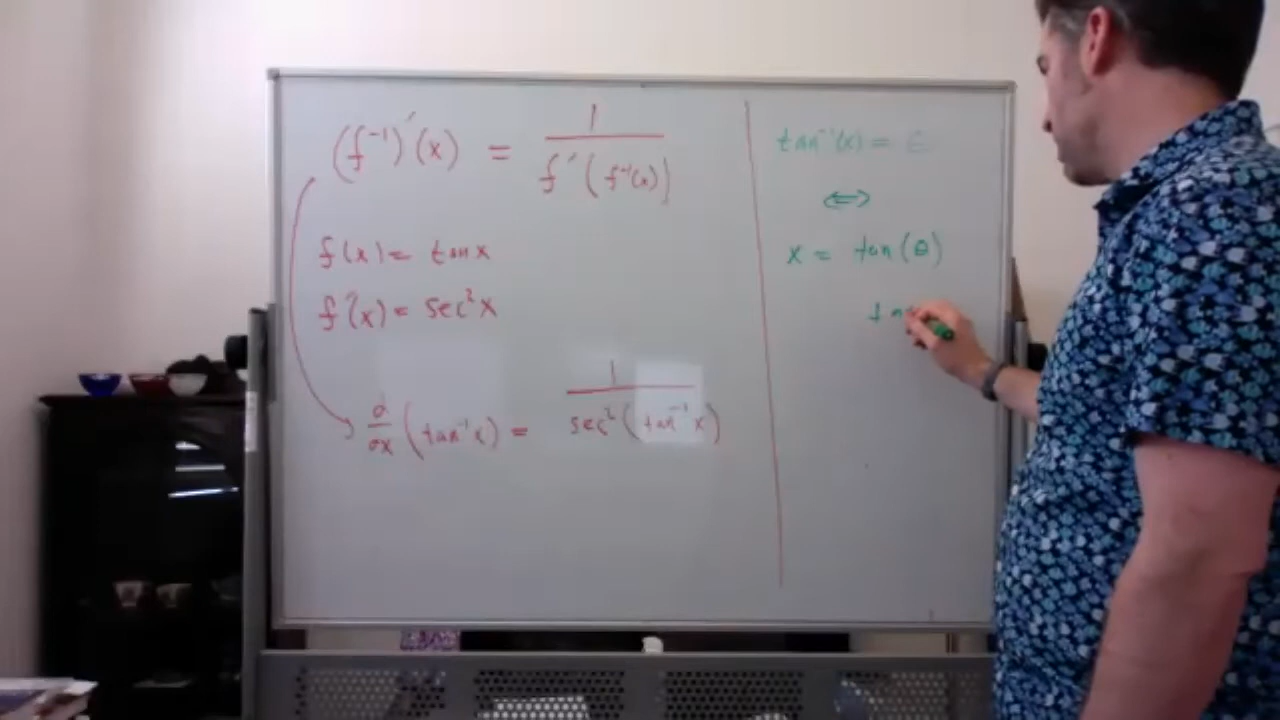 (f⁻¹)′(x) = 1 / f′(f⁻¹(x))
f(x) = tan x
f′(x) = sec²x
d/dx (tan⁻¹x) = 1 / sec²(tan⁻¹x)
tan⁻¹(x) =
⇔
x = tan(θ)